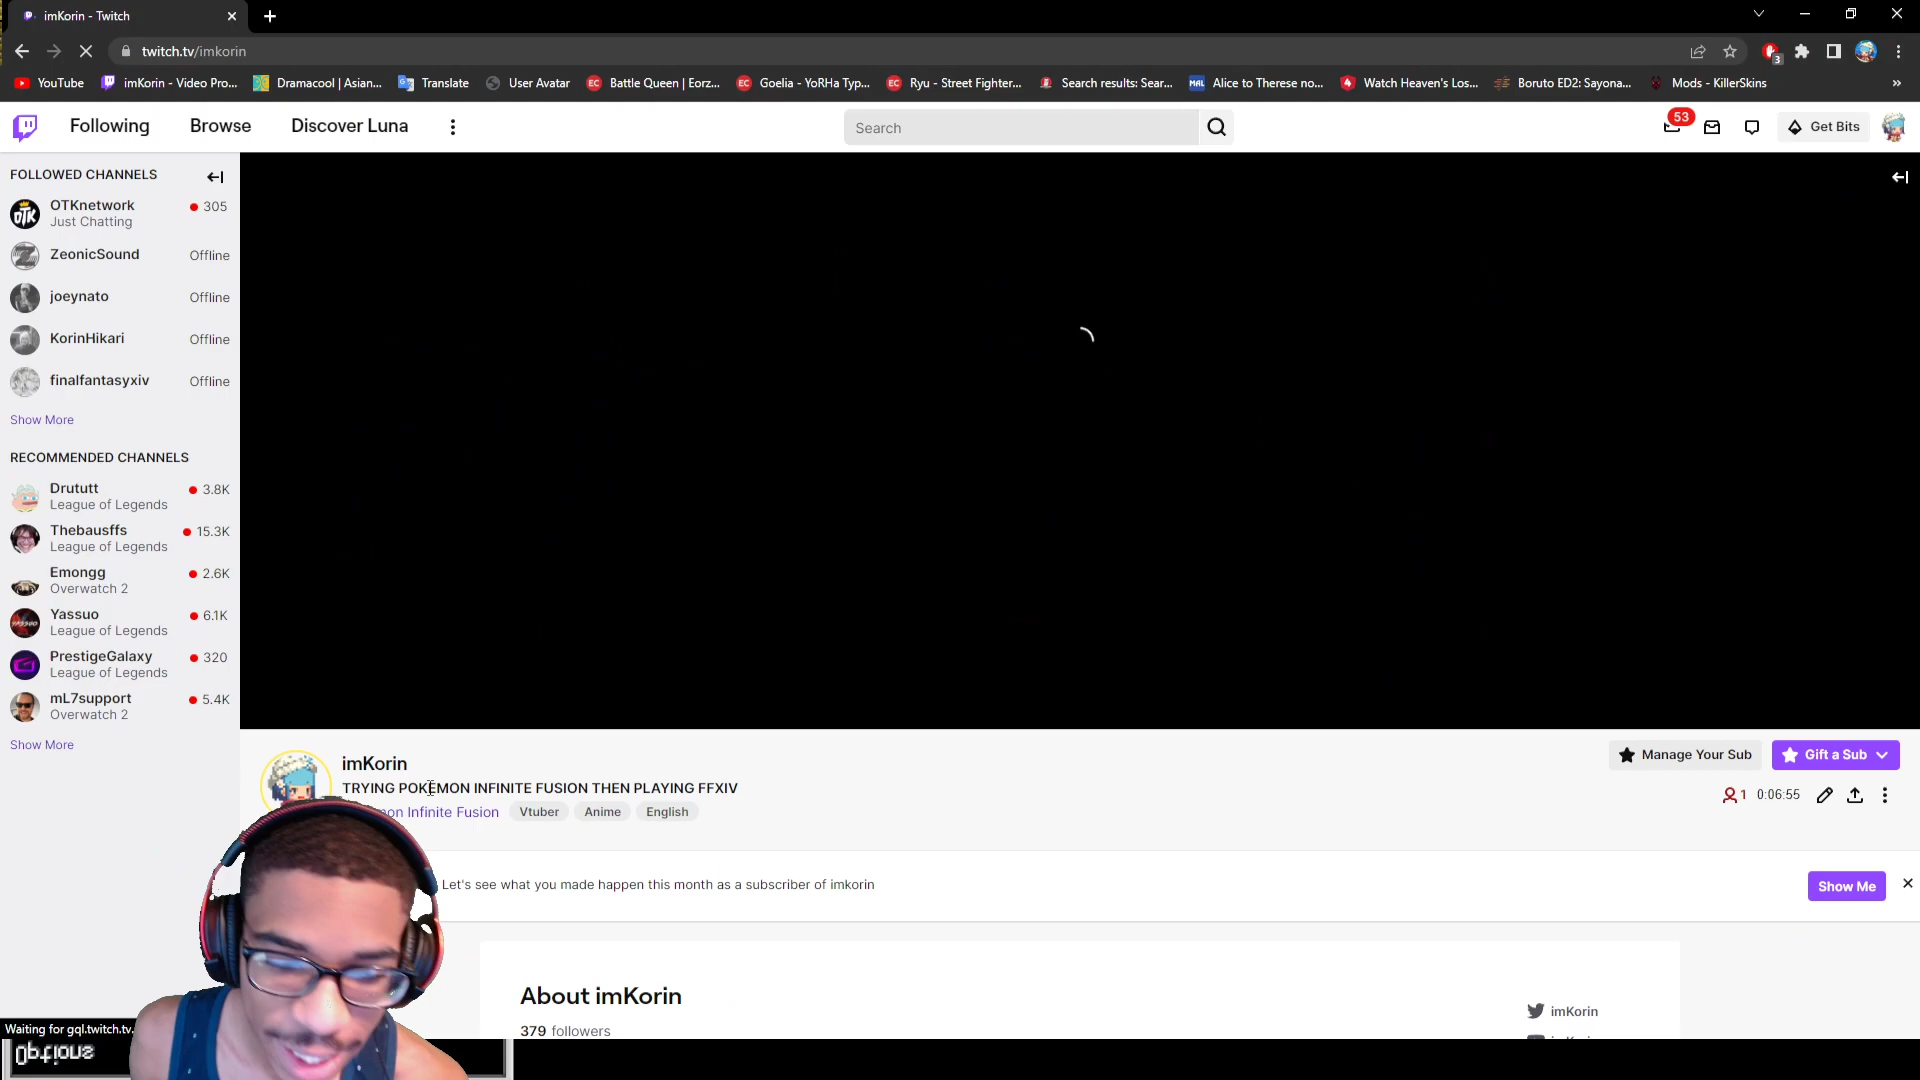 imKorin - Twitch
twitch.tv/imkorin
3
YouTube imKorin - Video Pro... Dramacool | Asian... Translate User Avatar Battle Queen | Eorz... Goelia - YoRHa Typ... Ryu - Street Fighter... Search results: Sear... Alice to Therese no... Watch Heaven's Los... Boruto ED2: Sayona... Mods - KillerSkins
Following Browse Discover Luna Search 53 Get Bits
FOLLOWED CHANNELS
OTKnetwork 305
Just Chatting
ZeonicSound Offline
joeynato Offline
KorinHikari Offline
finalfantasyxiv Offline
Show More
RECOMMENDED CHANNELS
Drututt 3.8K
League of Legends
Thebausffs 15.3K
League of Legends
Emongg 2.6K
Overwatch 2
Yassuo 6.1K
League of Legends
PrestigeGalaxy 320
League of Legends
mL7support 5.4K
Overwatch 2
Show More
imKorin
TRYING POKEMON INFINITE FUSION THEN PLAYING FFXIV
Infinite Fusion Vtuber Anime English
Manage Your Sub Gift a Sub
1 0:06:55
Let's see what you made happen this month as a subscriber of imkorin
Show Me
About imKorin
379 followers
imKorin
Waiting for gql.twitch.tv.
Options